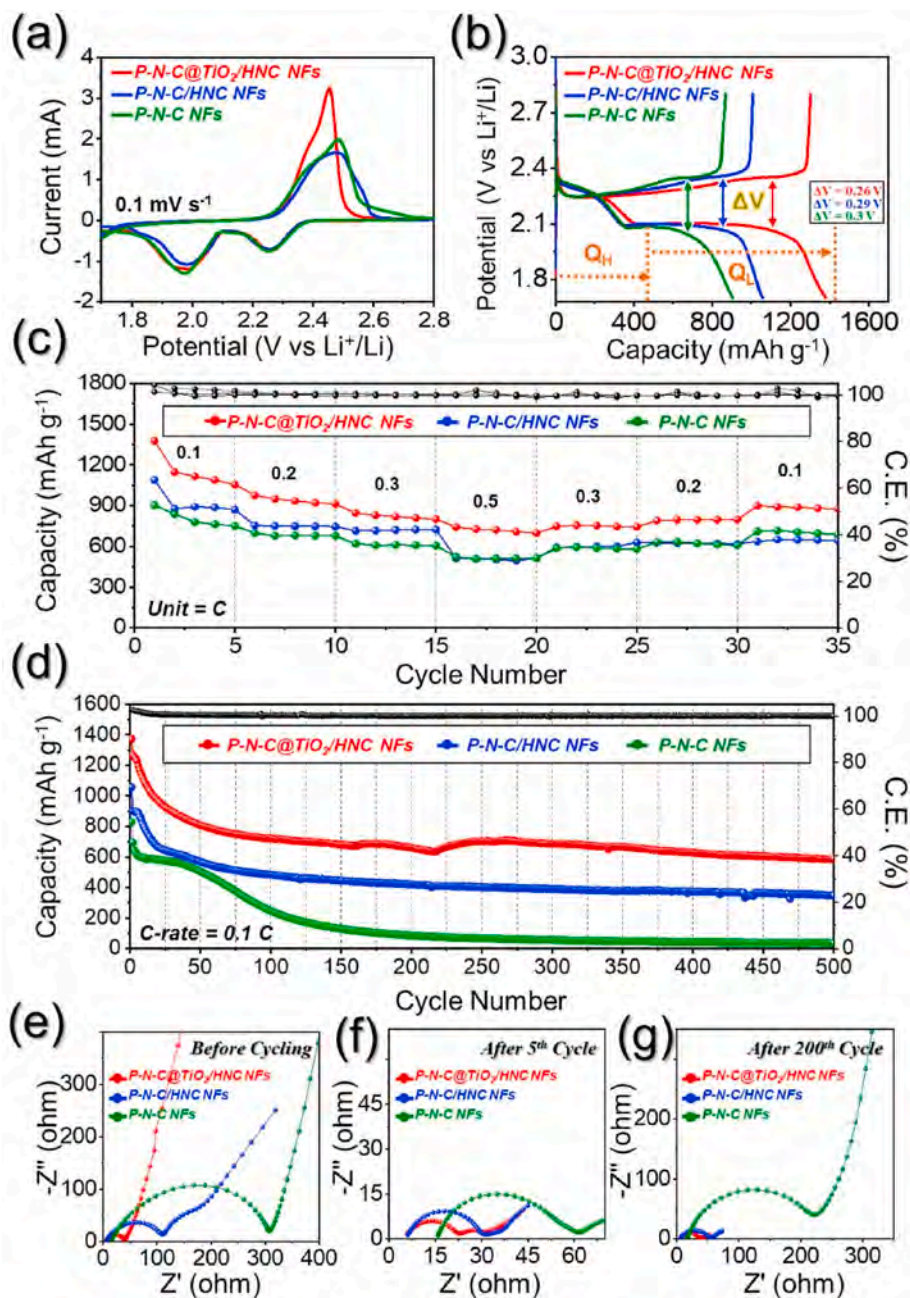 (a)
P-N-C@TiO₂/HNC NFs
P-N-C/HNC NFs
P-N-C NFs
0.1 mV s⁻¹
Current (mA)
4
3
2
1
0
-1
-2
1.8 2.0 2.2 2.4 2.6 2.8
Potential (V vs Li⁺/Li)
(b)
P-N-C@TiO₂/HNC NFs
P-N-C/HNC NFs
P-N-C NFs
Potential (V vs Li⁺/Li)
3.0
2.7
2.4
2.1
1.8
ΔV
ΔV = 0.26 V
ΔV = 0.29 V
ΔV = 0.3 V
Q_H
Q_L
0 400 800 1200 1600
Capacity (mAh g⁻¹)
(c)
Capacity (mAh g⁻¹)
1800
1500
1200
900
600
300
0
P-N-C@TiO₂/HNC NFs P-N-C/HNC NFs P-N-C NFs
0.1 0.2 0.3 0.5 0.3 0.2 0.1
Unit = C
100
80
60
40
20
0
C.E. (%)
0 5 10 15 20 25 30 35
Cycle Number
(d)
Capacity (mAh g⁻¹)
1600
1400
1200
1000
800
600
400
200
0
P-N-C@TiO₂/HNC NFs P-N-C/HNC NFs P-N-C NFs
C-rate = 0.1 C
100
80
60
40
20
0
C.E. (%)
0 50 100 150 200 250 300 350 400 450 500
Cycle Number
(e)
Before Cycling
P-N-C@TiO₂/HNC NFs
P-N-C/HNC NFs
P-N-C NFs
-Z" (ohm)
300
200
100
0
0 100 200 300 400
Z' (ohm)
(f)
After 5th Cycle
P-N-C@TiO₂/HNC NFs
P-N-C/HNC NFs
P-N-C NFs
-Z" (ohm)
45
30
15
0
0 15 30 45 60
Z' (ohm)
(g)
After 200th Cycle
P-N-C@TiO₂/HNC NFs
P-N-C/HNC NFs
P-N-C NFs
-Z" (ohm)
200
100
0
0 100 200 300
Z' (ohm)